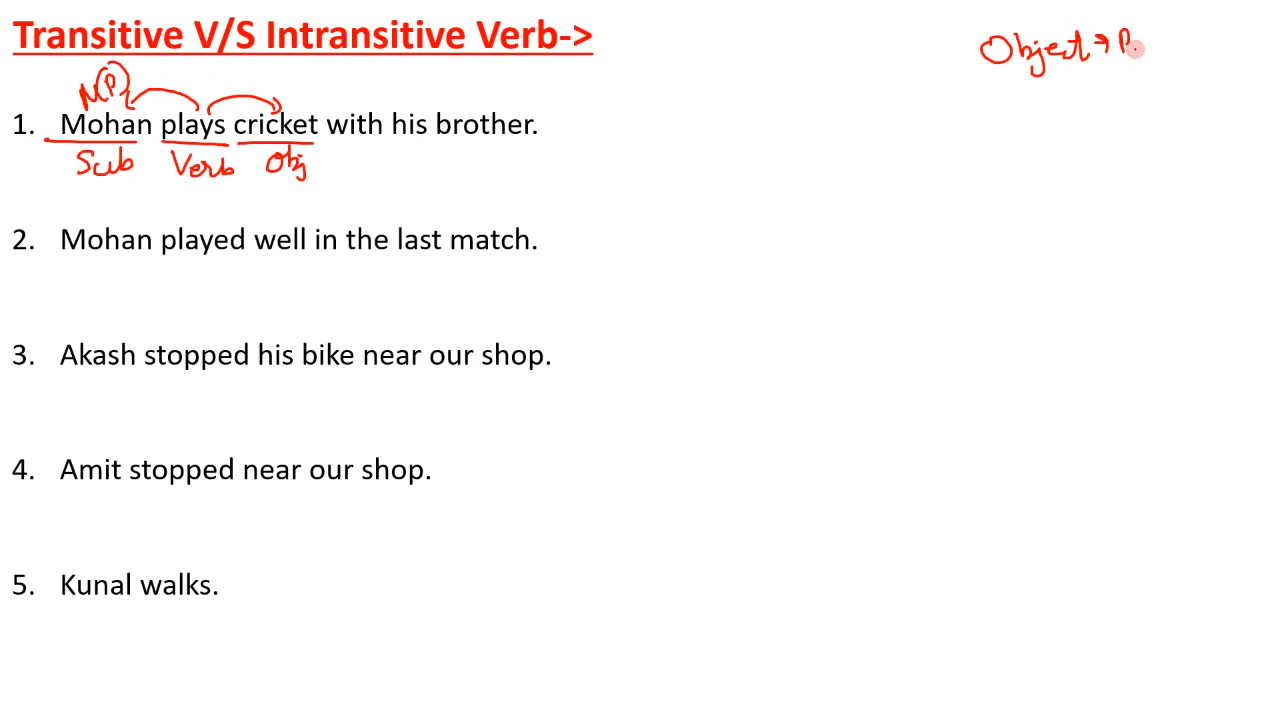 Transitive V/S Intransitive Verb->
Object → P
N(P)
1. Mohan plays cricket with his brother.
Sub Verb Obj
2. Mohan played well in the last match.
3. Akash stopped his bike near our shop.
4. Amit stopped near our shop.
5. Kunal walks.